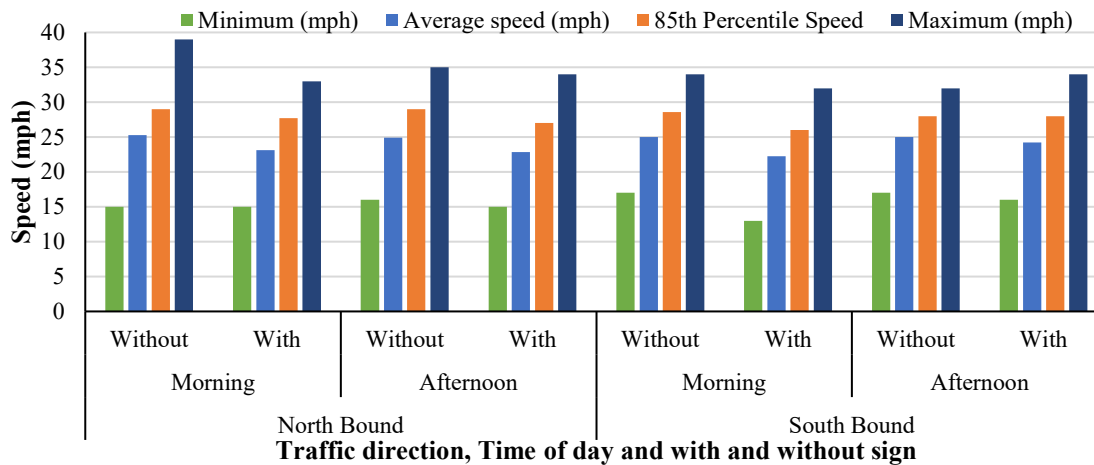 Minimum (mph) Average speed (mph) 85th Percentile Speed Maximum (mph)
Speed (mph)
40
35
30
25
20
15
10
5
0
Without With Without With Without With Without With
Morning Afternoon Morning Afternoon
North Bound South Bound
Traffic direction, Time of day and with and without sign